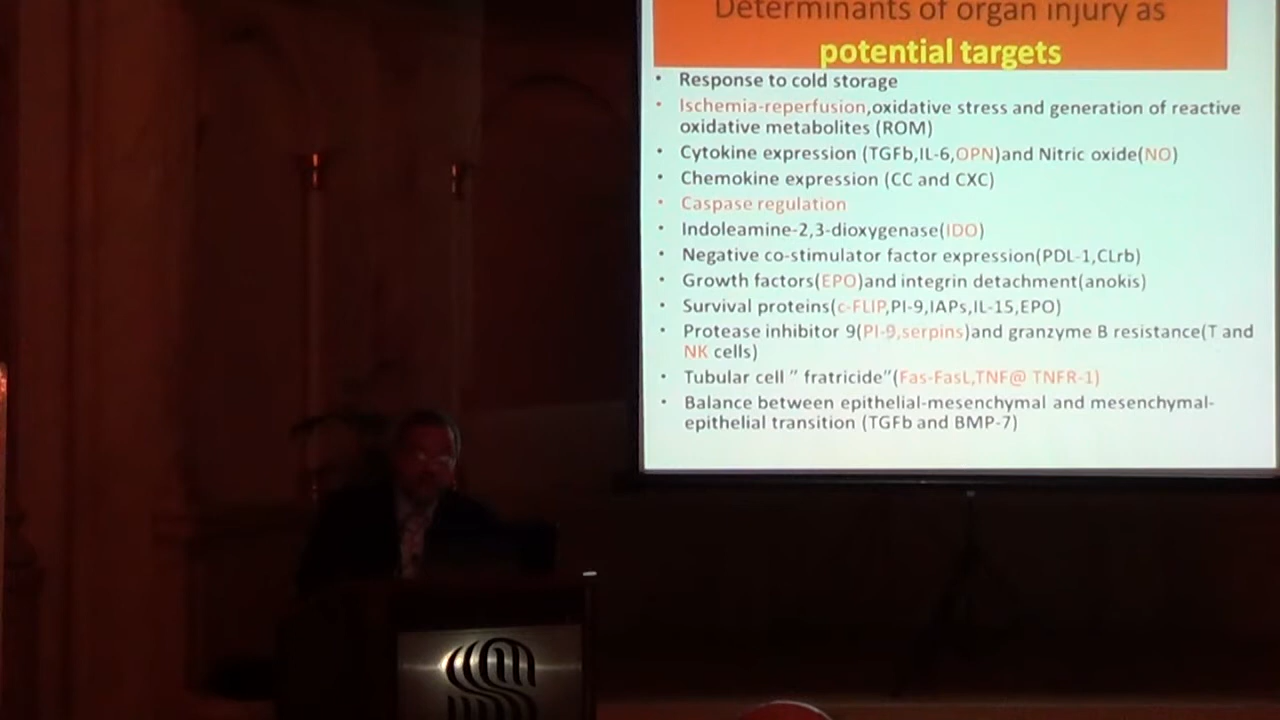 Determinants of organ injury as
potential targets
• Response to cold storage
• Ischemia-reperfusion,oxidative stress and generation of reactive
oxidative metabolites (ROM)
• Cytokine expression (TGFb,IL-6,OPN)and Nitric oxide(NO)
• Chemokine expression (CC and CXC)
• Caspase regulation
• Indoleamine-2,3-dioxygenase(IDO)
• Negative co-stimulator factor expression(PDL-1,CLrb)
• Growth factors(EPO)and integrin detachment(anokis)
• Survival proteins(c-FLIP,PI-9,IAPs,IL-15,EPO)
• Protease inhibitor 9(PI-9,serpins)and granzyme B resistance(T and
NK cells)
• Tubular cell " fratricide"(Fas-FasL,TNF@ TNFR-1)
• Balance between epithelial-mesenchymal and mesenchymal-
epithelial transition (TGFb and BMP-7)